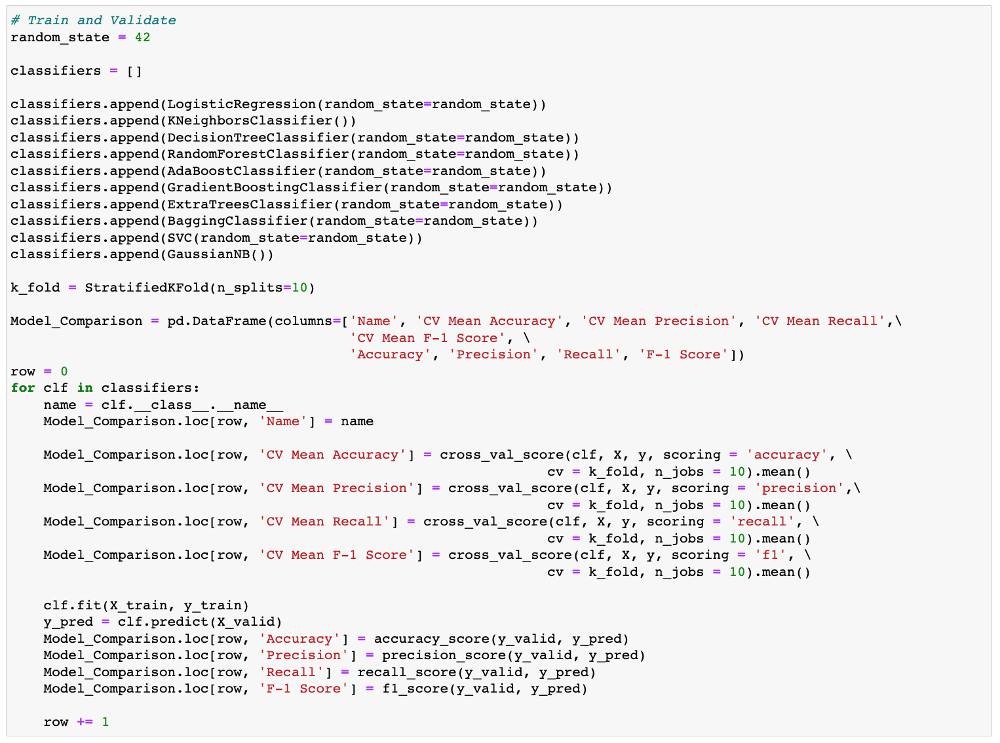 # Train and Validate
random_state = 42
classifiers = []
classifiers.append(LogisticRegression(random_state=random_state))
classifiers.append(KNeighborsClassifier())
classifiers.append(DecisionTreeClassifier(random_state=random_state))
classifiers.append(RandomForestClassifier(random_state=random_state))
classifiers.append(AdaBoostClassifier(random_state=random_state))
classifiers.append(GradientBoostingClassifier(random_state=random_state))
classifiers.append(ExtraTreesClassifier(random_state=random_state))
classifiers.append(BaggingClassifier(random_state=random_state))
classifiers.append(SVC(random_state=random_state))
classifiers.append(GaussianNB())
k_fold = StratifiedKFold(n_splits=10)
Model_Comparison = pd.DataFrame(columns=['Name', 'CV Mean Accuracy', 'CV Mean Precision', 'CV Mean Recall',\
                                         'CV Mean F-1 Score', \
                                         'Accuracy', 'Precision', 'Recall', 'F-1 Score'])
row = 0
for clf in classifiers:
    name = clf.__class__.__name__
    Model_Comparison.loc[row, 'Name'] = name
    Model_Comparison.loc[row, 'CV Mean Accuracy'] = cross_val_score(clf, X, y, scoring = 'accuracy', \
                                                                 cv = k_fold, n_jobs = 10).mean()
    Model_Comparison.loc[row, 'CV Mean Precision'] = cross_val_score(clf, X, y, scoring = 'precision',\
                                                                 cv = k_fold, n_jobs = 10).mean()
    Model_Comparison.loc[row, 'CV Mean Recall'] = cross_val_score(clf, X, y, scoring = 'recall', \
                                                                 cv = k_fold, n_jobs = 10).mean()
    Model_Comparison.loc[row, 'CV Mean F-1 Score'] = cross_val_score(clf, X, y, scoring = 'f1', \
                                                                 cv = k_fold, n_jobs = 10).mean()
    clf.fit(X_train, y_train)
    y_pred = clf.predict(X_valid)
    Model_Comparison.loc[row, 'Accuracy'] = accuracy_score(y_valid, y_pred)
    Model_Comparison.loc[row, 'Precision'] = precision_score(y_valid, y_pred)
    Model_Comparison.loc[row, 'Recall'] = recall_score(y_valid, y_pred)
    Model_Comparison.loc[row, 'F-1 Score'] = f1_score(y_valid, y_pred)
    row += 1